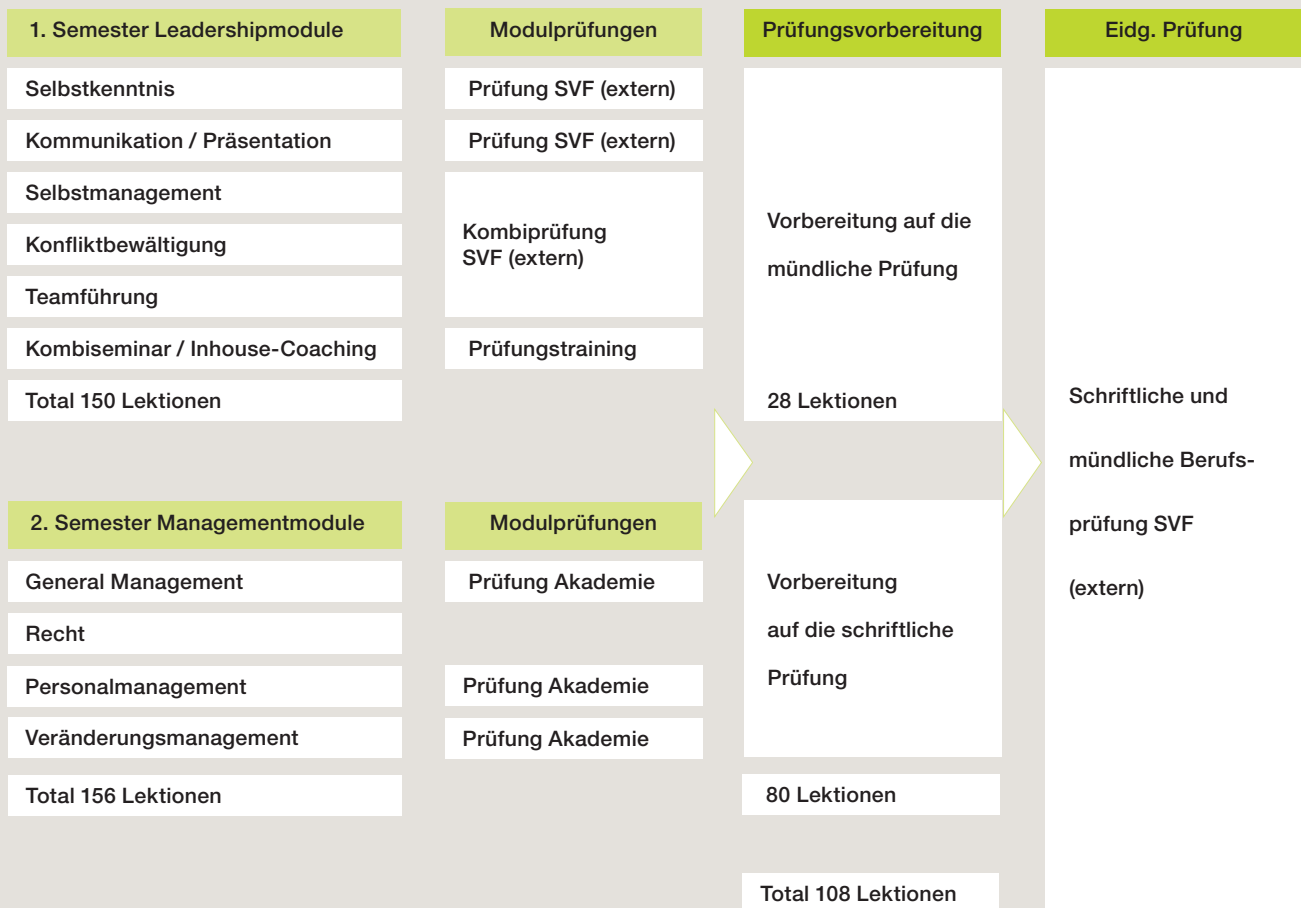 1. Semester Leadershipmodule
Selbstkenntnis
Kommunikation / Präsentation
Selbstmanagement
Konfliktbewältigung
Teamführung
Kombiseminar / Inhouse-Coaching
Total 150 Lektionen
Modulprüfungen
Prüfung SVF (extern)
Prüfung SVF (extern)
Kombiprüfung
SVF (extern)
Prüfungstraining
2. Semester Managementmodule
General Management
Recht
Personalmanagement
Veränderungsmanagement
Total 156 Lektionen
Modulprüfungen
Prüfung Akademie
Prüfung Akademie
Prüfung Akademie
Prüfungsvorbereitung
Vorbereitung auf die
mündliche Prüfung
28 Lektionen
Vorbereitung
auf die schriftliche
Prüfung
80 Lektionen
Total 108 Lektionen
Eidg. Prüfung
Schriftliche und
mündliche Berufs-
prüfung SVF
(extern)